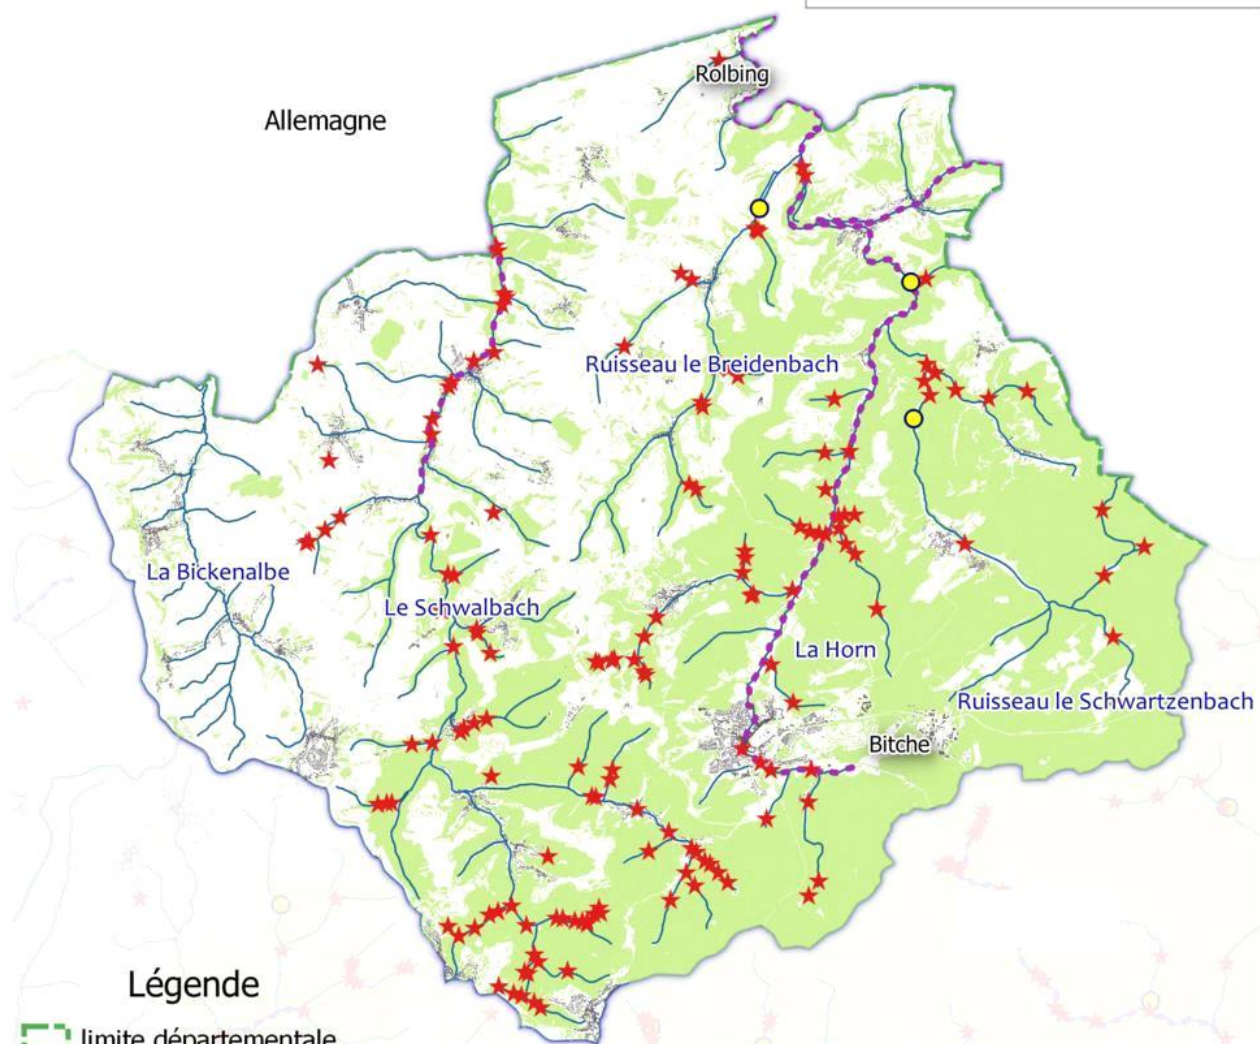 Rolbing
Allemagne
Ruisseau le Breidenbach
La Bickenalbe
Le Schwalbach
La Horn
Ruisseau le Schwartzenbach
Bitche
Légende
limite départementale